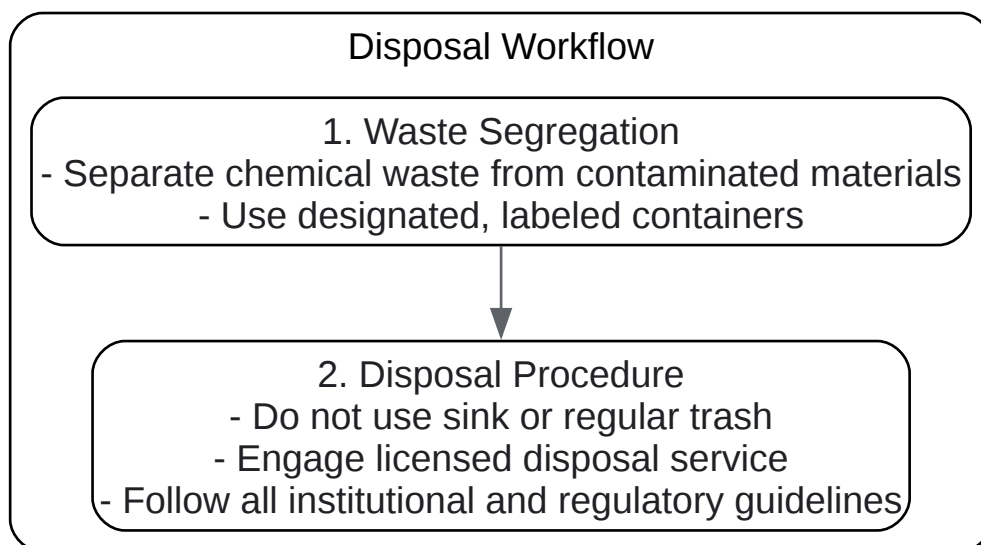 Disposal Workflow
1. Waste Segregation
- Separate chemical waste from contaminated materials
- Use designated, labeled containers
2. Disposal Procedure
- Do not use sink or regular trash
- Engage licensed disposal service
- Follow all institutional and regulatory guidelines